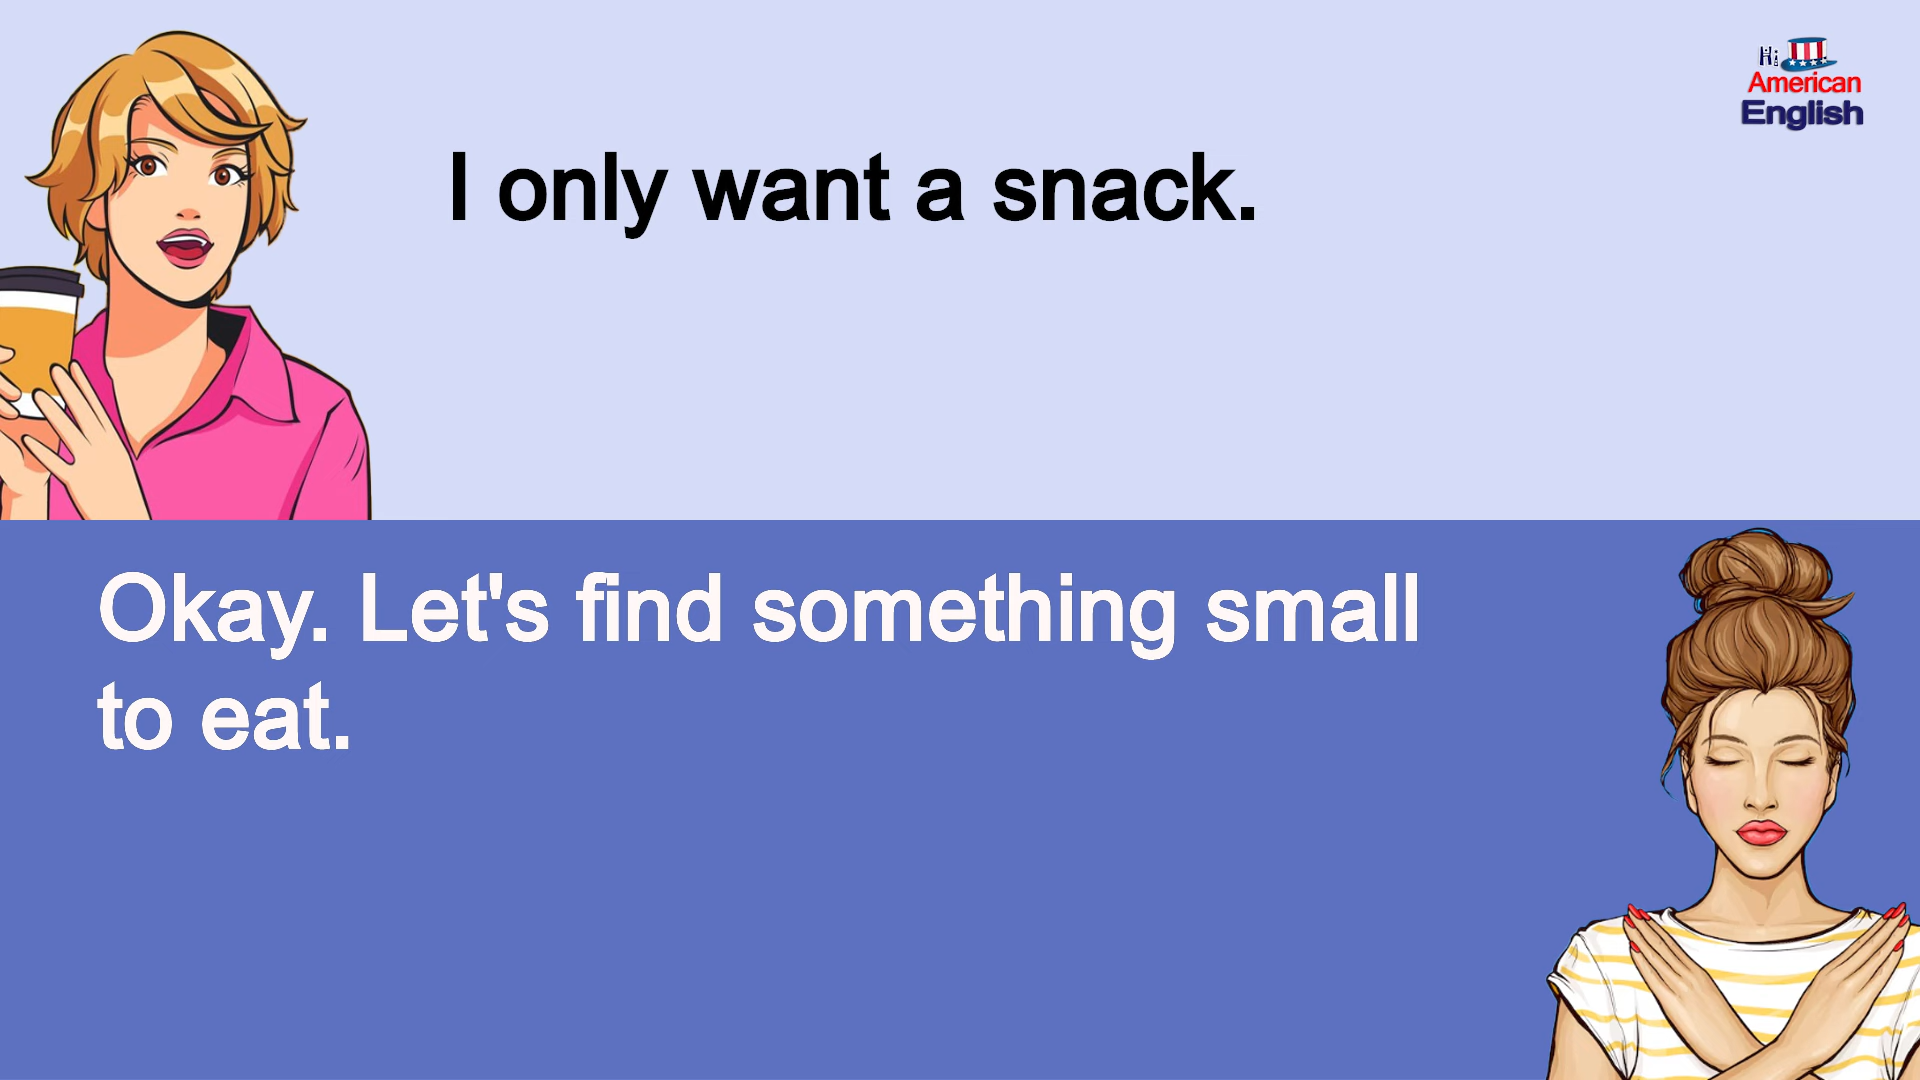 Hi
American
English
I only want a snack.
Okay. Let's find something small
to eat.